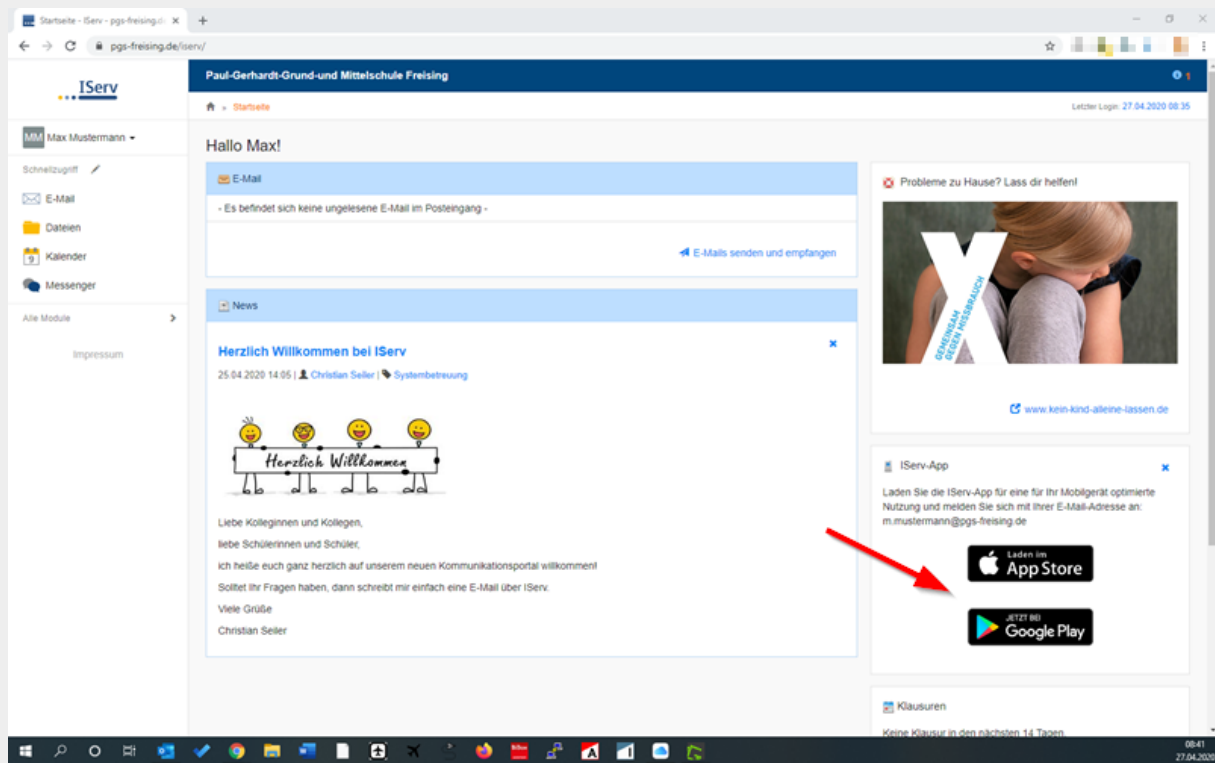 Startseite - IServ - pgs-freising.d
pgs-freising.de/iserv/
IServ
Paul-Gerhardt-Grund-und Mittelschule Freising
1
» Startseite
Letzter Login: 27.04.2020 08:35
MM Max Mustermann
Schnellzugriff
E-Mail
Dateien
9 Kalender
Messenger
Alle Module
Impressum
Hallo Max!
E-Mail
- Es befindet sich keine ungelesene E-Mail im Posteingang -
E-Mails senden und empfangen
News
Herzlich Willkommen bei IServ
25.04.2020 14:05 | Christian Seiler | Systembetreuung
Herzlich Willkommen
Liebe Kolleginnen und Kollegen,
liebe Schülerinnen und Schüler,
ich heiße euch ganz herzlich auf unserem neuen Kommunikationsportal willkommen!
Solltet Ihr Fragen haben, dann schreibt mir einfach eine E-Mail über IServ.
Viele Grüße
Christian Seiler
Probleme zu Hause? Lass dir helfen!
GEMEINSAM
GEGEN MISSBRAUCH
www.kein-kind-alleine-lassen.de
IServ-App
Laden Sie die IServ-App für eine für Ihr Mobilgerät optimierte
Nutzung und melden Sie sich mit Ihrer E-Mail-Adresse an:
m.mustermann@pgs-freising.de
Laden im
App Store
JETZT BEI
Google Play
Klausuren
Keine Klausur in den nächsten 14 Tagen.
08:41
27.04.2020